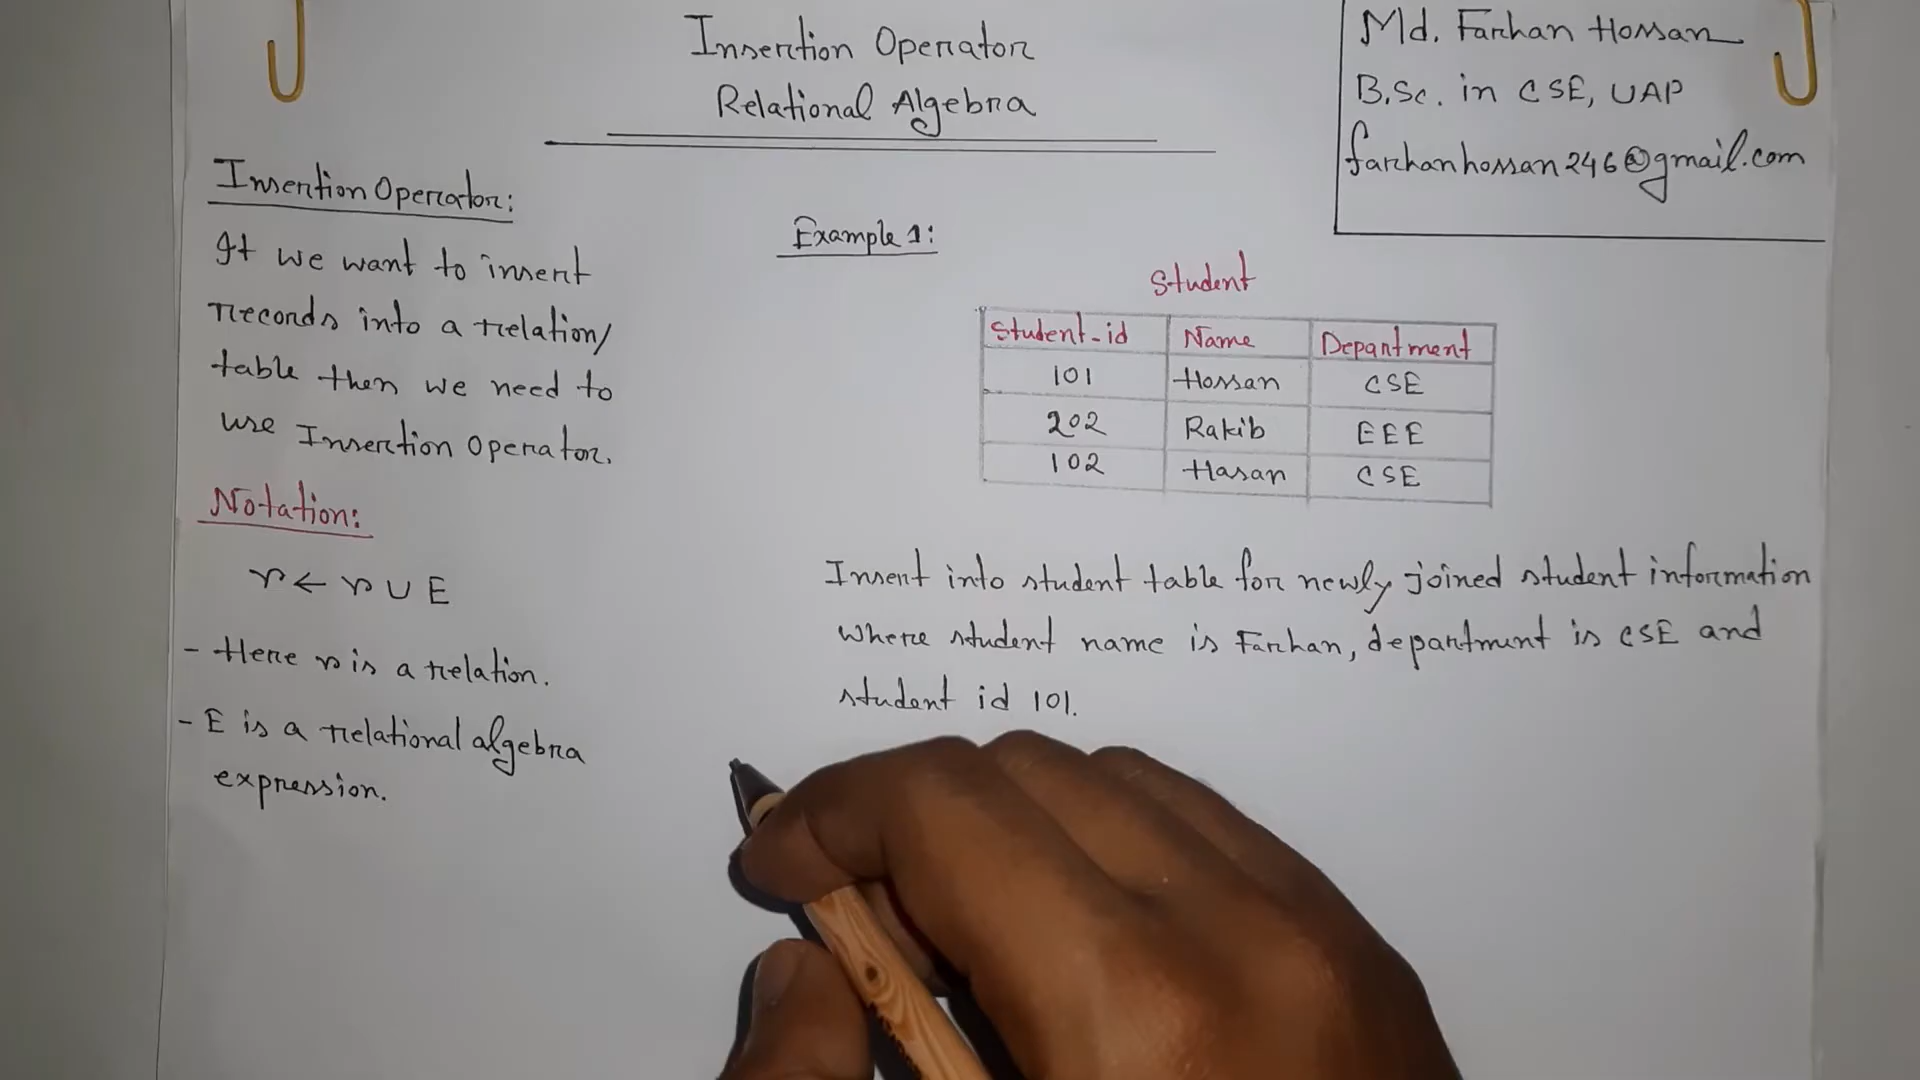 Insertion Operator
Relational Algebra
Md. Farhan Hossan
B.Sc. in CSE, UAP
farhanhossan246@gmail.com
Insertion Operator:
If we want to insert
records into a relation/
table then we need to
use Insertion Operator.
Notation:
r ← r ∪ E
- Here r is a relation.
- E is a relational algebra
expression.
Example 1:
Student
Student-id Name Department
101 Hossan CSE
202 Rakib EEE
102 Hasan CSE
Insert into student table for newly joined student information
where student name is Farhan, department is CSE and
student id 101.